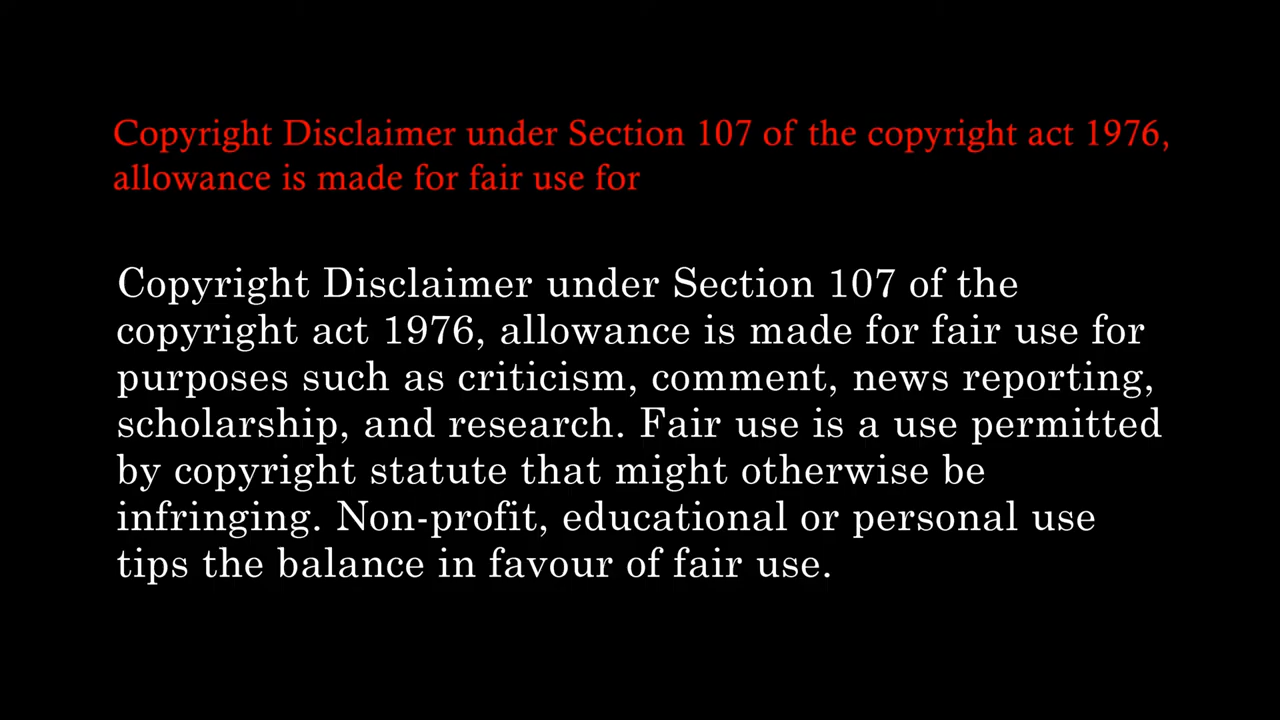 Copyright Disclaimer under Section 107 of the copyright act 1976,
allowance is made for fair use for
Copyright Disclaimer under Section 107 of the
copyright act 1976, allowance is made for fair use for
purposes such as criticism, comment, news reporting,
scholarship, and research. Fair use is a use permitted
by copyright statute that might otherwise be
infringing. Non-profit, educational or personal use
tips the balance in favour of fair use.